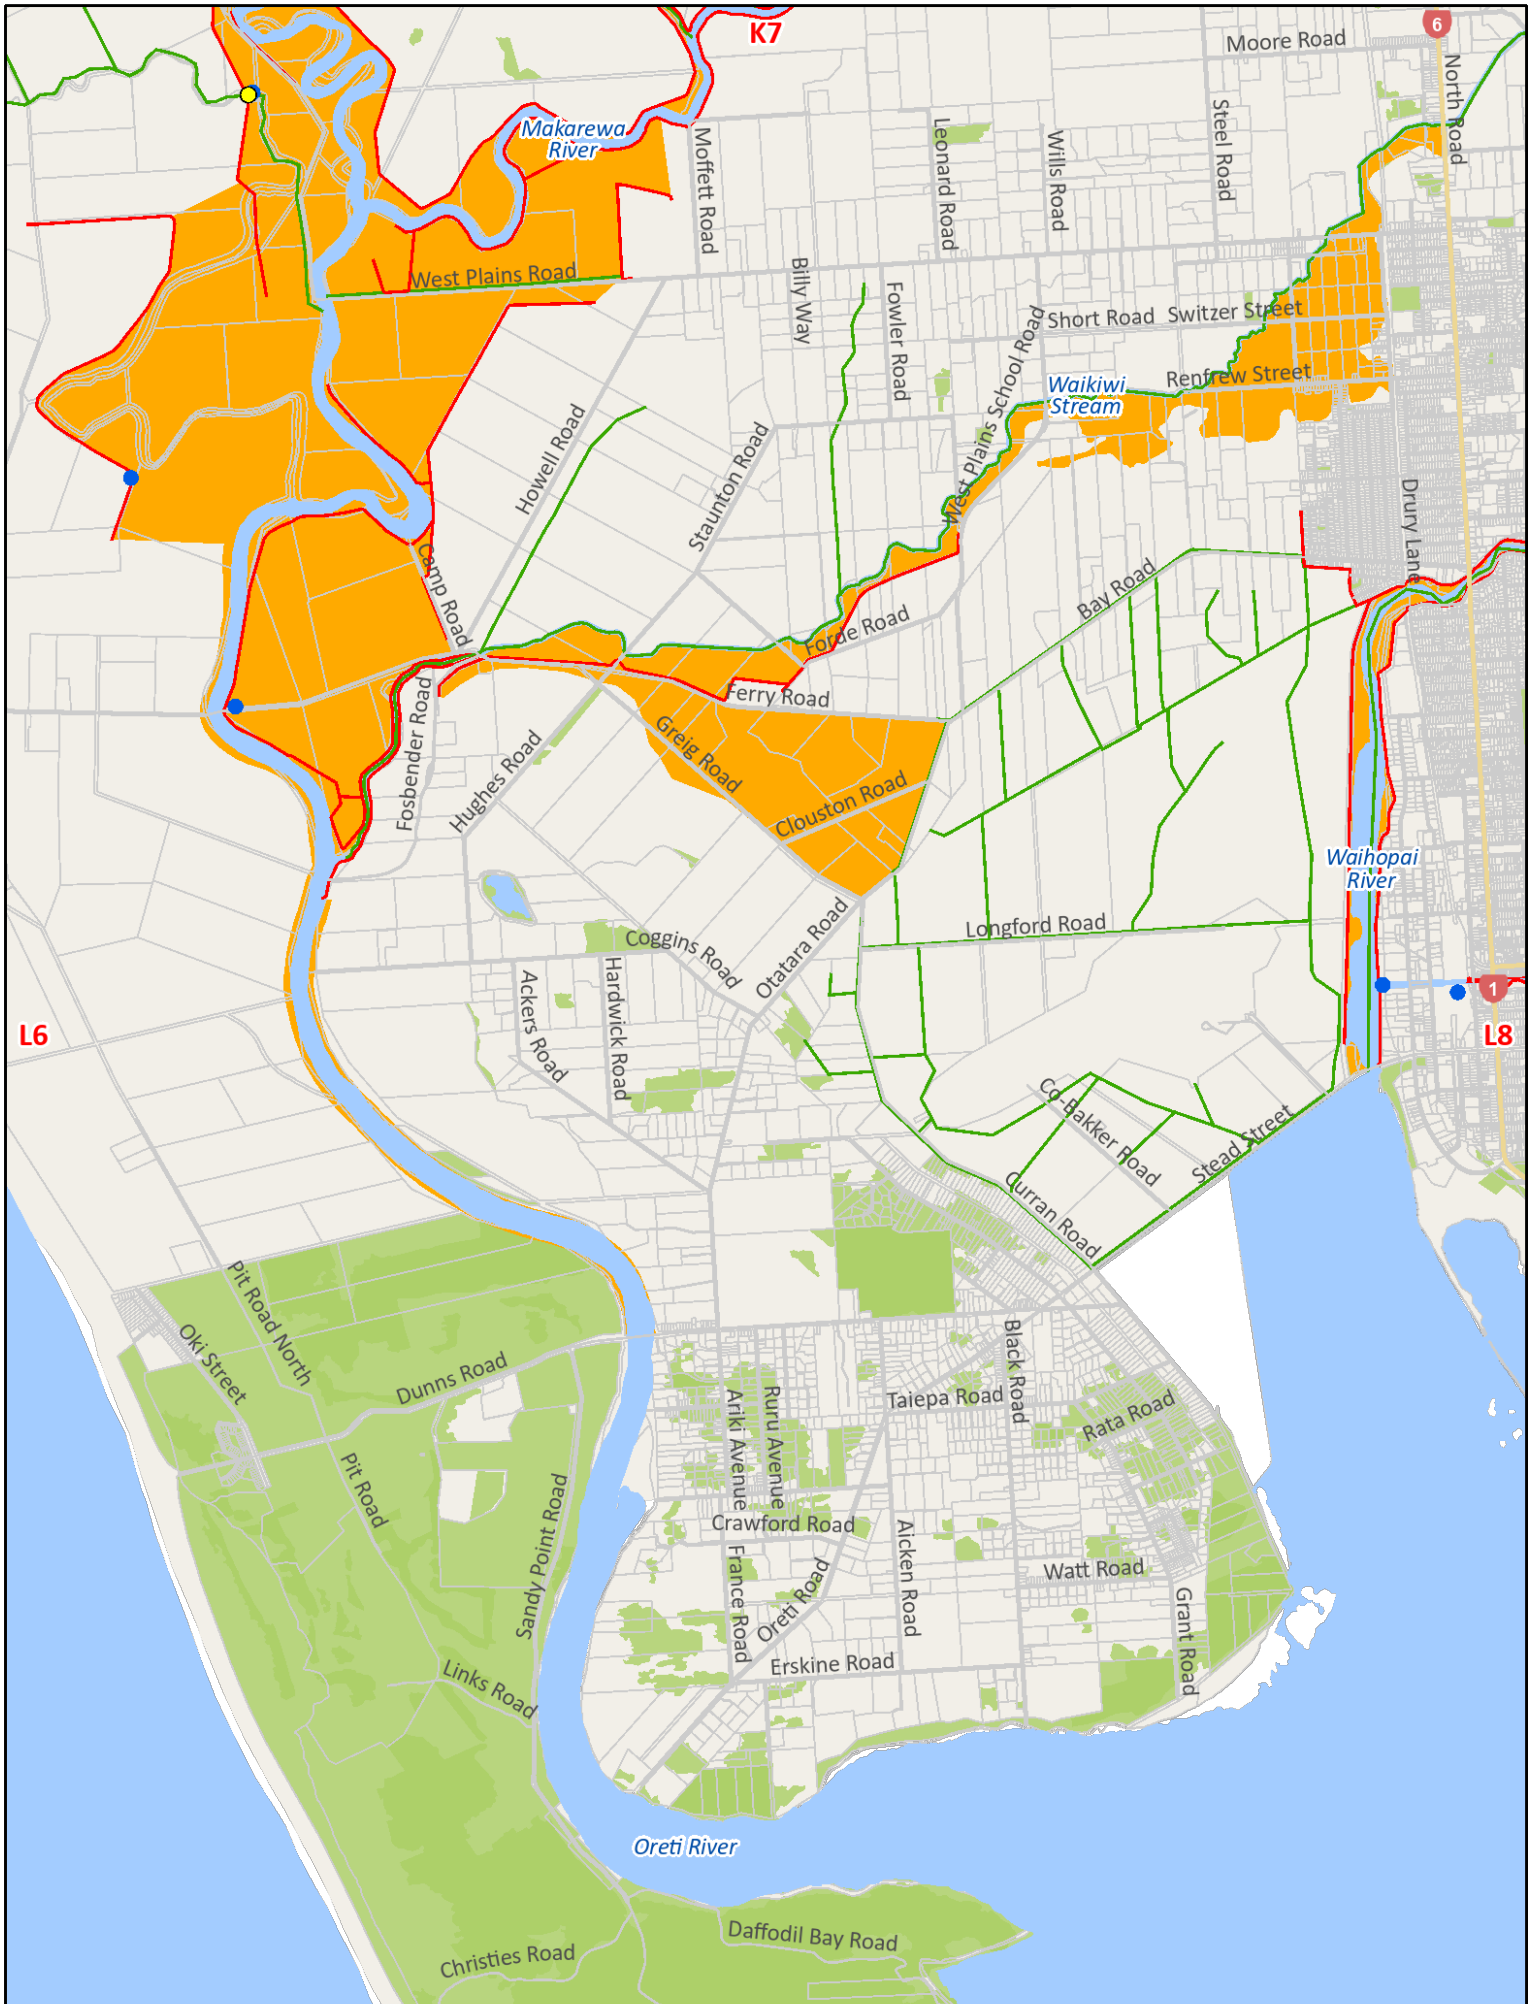 K7
6
Moore Road
North Road
Makarewa
River
Moffett Road
Leonard Road
Wills Road
Steel Road
West Plains Road
Billy Way
Fowler Road
Short Road
Switzer Street
West Plains School Road
Waikiwi
Stream
Renfrew Street
Howell Road
Staunton Road
Drury Lane
Camp Road
Bay Road
Forde Road
Ferry Road
Fosbender Road
Hughes Road
Greig Road
Clouston Road
Waihopai
River
Otatara Road
Longford Road
Coggins Road
Ackers Road
Hardwick Road
1
L6
L8
Co-Bakker Road
Stead Street
Curran Road
Pit Road North
Oki Street
Dunns Road
Black Road
Taiepa Road
Rata Road
Ariki Avenue
Ruru Avenue
Pit Road
Sandy Point Road
Crawford Road
Aicken Road
France Road
Oreti Road
Watt Road
Grant Road
Erskine Road
Links Road
Oreti River
Daffodil Bay Road
Christies Road